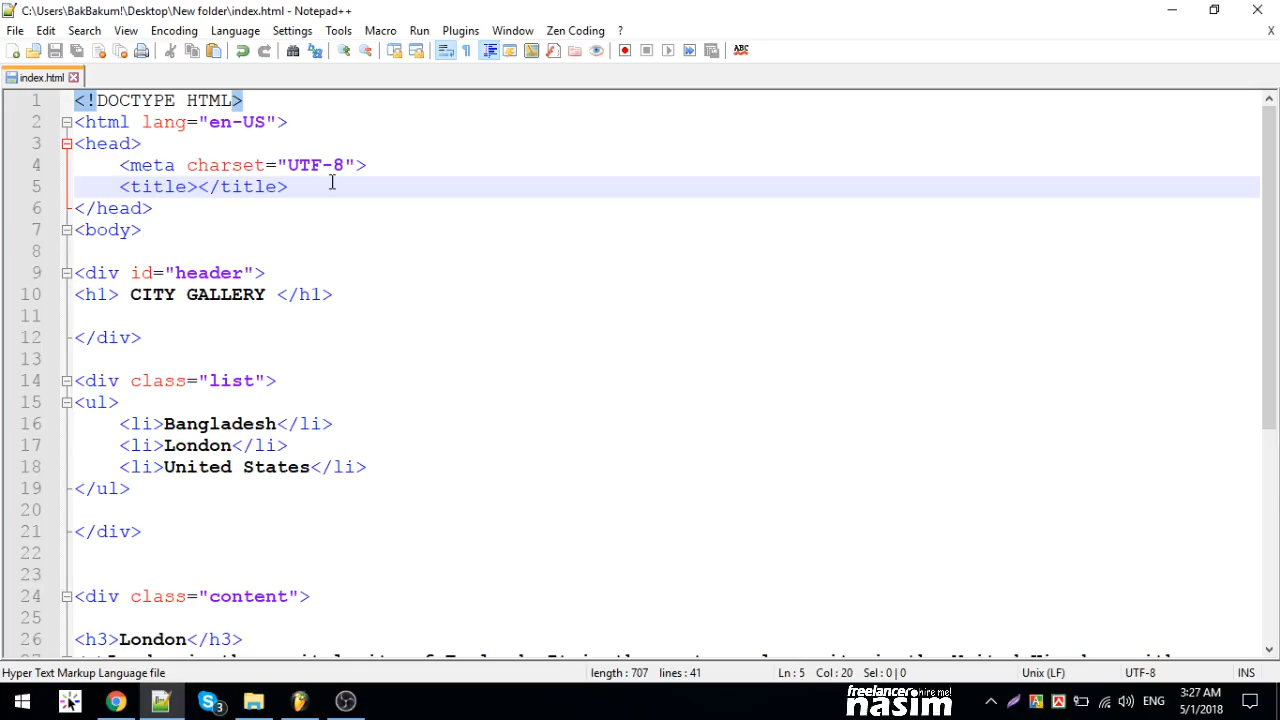 C:\Users\BakBakum!\Desktop\New folder\index.html - Notepad++
File Edit Search View Encoding Language Settings Tools Macro Run Plugins Window Zen Coding ? X
ABC
index.html
1 <!DOCTYPE HTML>
2 <html lang="en-US">
3 <head>
4 <meta charset="UTF-8">
5 <title></title>
6 </head>
7 <body>
8
9 <div id="header">
10 <h1> CITY GALLERY </h1>
11
12 </div>
13
14 <div class="list">
15 <ul>
16 <li>Bangladesh</li>
17 <li>London</li>
18 <li>United States</li>
19 </ul>
20
21 </div>
22
23
24 <div class="content">
25
26 <h3>London</h3>
Hyper Text Markup Language file length : 707 lines : 41 Ln : 5 Col : 20 Sel : 0 | 0 Unix (LF) UTF-8 INS
3
freelancer hire me!
nasim
ENG
3:27 AM
5/1/2018